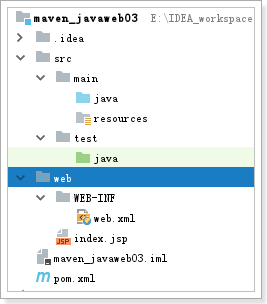 maven_javaweb03 E:\IDEA_workspace
.idea
src
main
java
resources
test
java
web
WEB-INF
web.xml
JSP index.jsp
maven_javaweb03.iml
m pom.xml